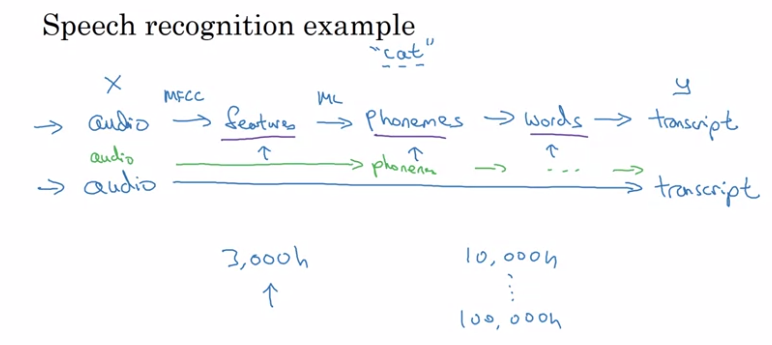 Speech recognition example
"cat"
X MFCC ML y
→ audio → features → phonemes → words → transcript
audio → phonemes → ... →
→ audio → transcript
3,000h 10,000h
100,000h